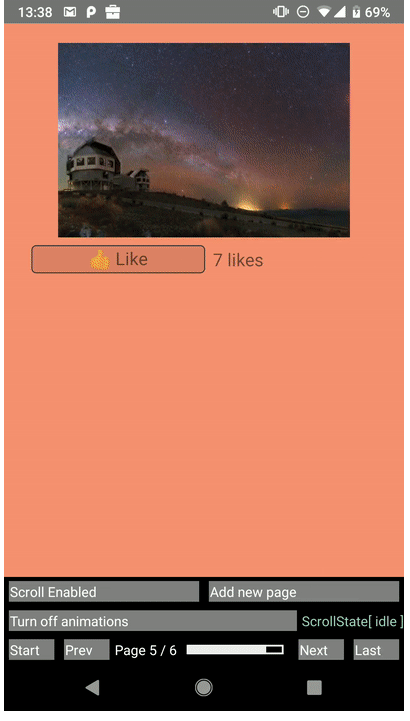 13:38 69%
👍 Like 7 likes
Scroll Enabled Add new page
Turn off animations ScrollState[ idle ]
Start Prev Page 5 / 6 Next Last